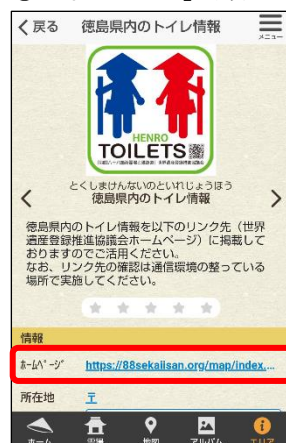 く戻る 徳島県内のトイレ情報
メニュー
HENRO
TOILETS
とくしまけんないのといれじょうほう
徳島県内のトイレ情報
徳島県内のトイレ情報を以下のリンク先（世界
遺産登録推進協議会ホームページ）に掲載して
おりますのでご活用ください。
なお、リンク先の確認は通信環境の整っている
場所で実施してください。
情報
ﾎｰﾑﾍﾟｰｼﾞ https://88sekaiisan.org/map/index....
所在地 〒
ホーム 霊場 地図 アルバム エリア